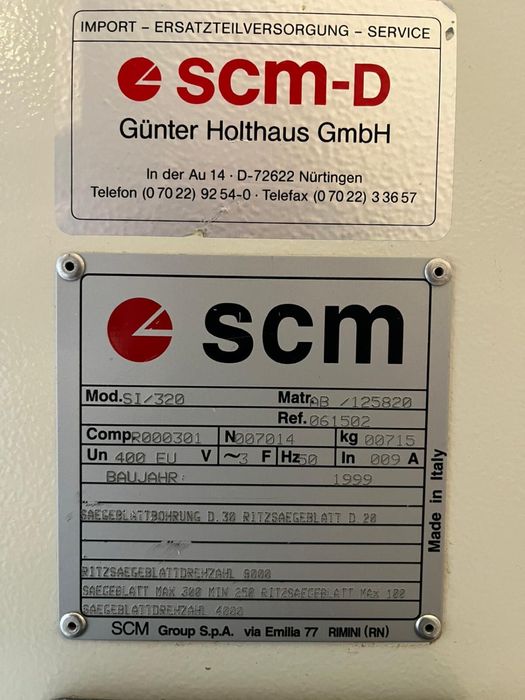 IMPORT - ERSATZTEILVERSORGUNG - SERVICE
scm-D
Günter Holthaus GmbH
In der Au 14 · D-72622 Nürtingen
Telefon (0 70 22) 92 54-0 · Telefax (0 70 22) 3 36 57
scm
Mod. SI/320 Matr. AB /125820
Ref. 061502
Comp R000301 N 007014 kg 00715
Un 400 EU V ~3 F Hz 50 In 009 A
BAUJAHR: 1999
SAEGEBLATTBOHRUNG D.30 RITZSAEGEBLATT D 20
RITZSAEGEBLATTDREHZAHL 9000
SAEGEBLATT MAX 300 MIN 250 RITZSAEGEBLATT MAX 100
SAEGEBLATTDREHZAHL 4000
Made in Italy
SCM Group S.p.A. via Emilia 77 RIMINI (RN)